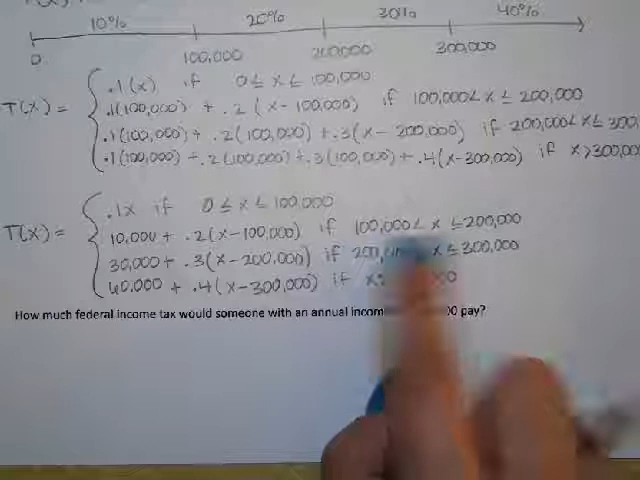 10% 20% 30% 40%
0 100,000 200,000 300,000
T(X) = .1(x) if 0 ≤ x ≤ 100,000
.1(100,000) + .2(x-100,000) if 100,000 < x ≤ 200,000
.1(100,000) + .2(100,000) + .3(x-200,000) if 200,000 < x ≤ 300
.1(100,000) + .2(100,000) + .3(100,000) + .4(x-300,000) if x > 300,000
T(X) = .1x if 0 ≤ x ≤ 100,000
10,000 + .2(x-100,000) if 100,000 < x ≤ 200,000
30,000 + .3(x-200,000) if x ≤ 300,000
60,000 + .4(x-300,000) if x
How much federal income tax would someone with an annual pay?